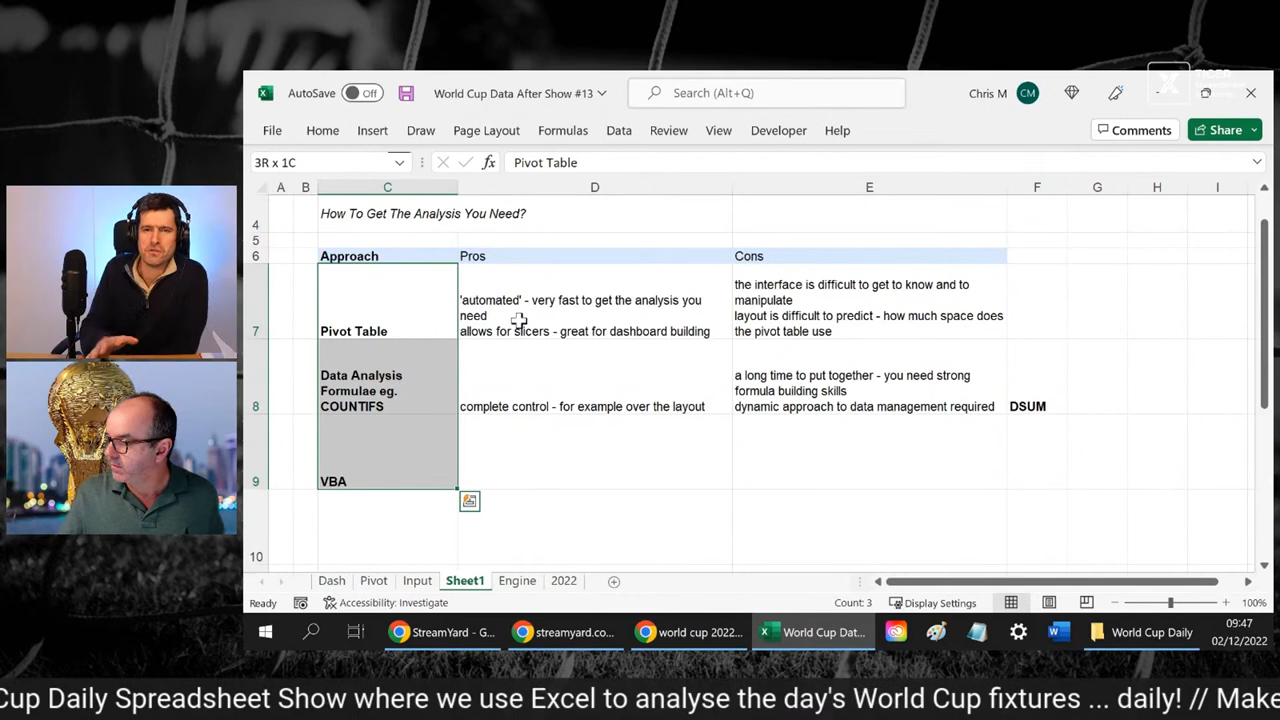 AutoSave Off World Cup Data After Show #13 Search (Alt+Q) Chris M CM
TIGER
File Home Insert Draw Page Layout Formulas Data Review View Developer Help Comments Share
3R x 1C fx Pivot Table
A B C D E F G H I
4 How To Get The Analysis You Need?
5
6 Approach Pros Cons
the interface is difficult to get to know and to
'automated' - very fast to get the analysis you manipulate
need layout is difficult to predict - how much space does
7 Pivot Table allows for slicers - great for dashboard building the pivot table use
Data Analysis a long time to put together - you need strong
Formulae eg. formula building skills
8 COUNTIFS complete control - for example over the layout dynamic approach to data management required DSUM
9 VBA
10
Dash Pivot Input Sheet1 Engine 2022
Ready Accessibility: Investigate Count: 3 Display Settings 100%
StreamYard - G... streamyard.co... world cup 2022... World Cup Dat... World Cup Daily 09:47
02/12/2022
Cup Daily Spreadsheet Show where we use Excel to analyse the day's World Cup fixtures ... daily! // Make